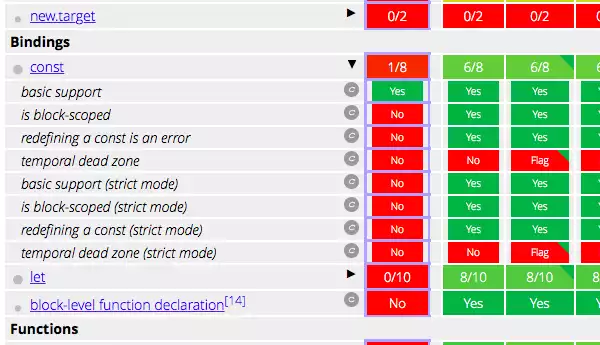 new.target 0/2 0/2 0/2 0/2
Bindings
const 1/8 6/8 6/8 6/
basic support c Yes Yes Yes
is block-scoped c No Yes Yes
redefining a const is an error c No Yes Yes
temporal dead zone c No No Flag
basic support (strict mode) c No Yes Yes
is block-scoped (strict mode) c No Yes Yes
redefining a const (strict mode) c No Yes Yes
temporal dead zone (strict mode) c No No Flag
let 0/10 8/10 8/10 8/
block-level function declaration[14] c No Yes Yes
Functions